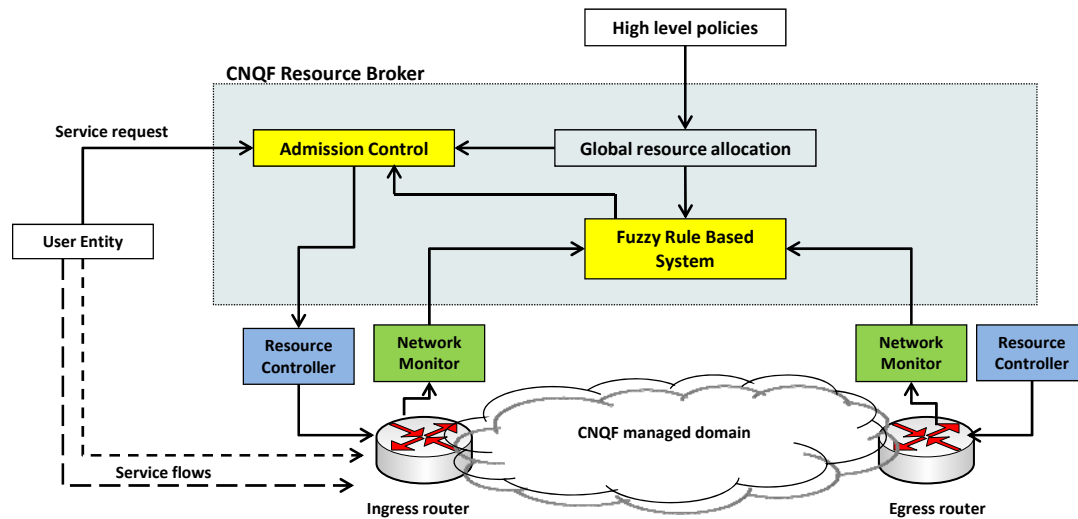 High level policies
CNQF Resource Broker
Service request
Admission Control
Global resource allocation
User Entity
Fuzzy Rule Based
System
Resource
Controller
Network
Monitor
Network
Monitor
Resource
Controller
CNQF managed domain
Service flows
Ingress router
Egress router